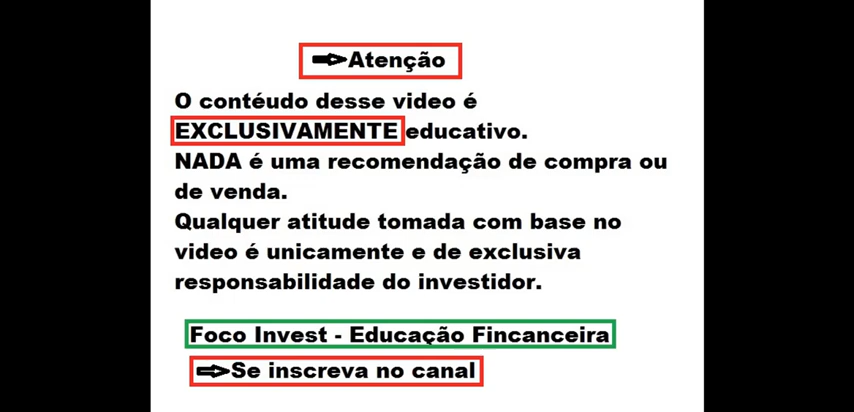 ⇨Atenção
O contéudo desse video é
EXCLUSIVAMENTE educativo.
NADA é uma recomendação de compra ou
de venda.
Qualquer atitude tomada com base no
video é unicamente e de exclusiva
responsabilidade do investidor.
Foco Invest - Educação Fincanceira
⇨Se inscreva no canal